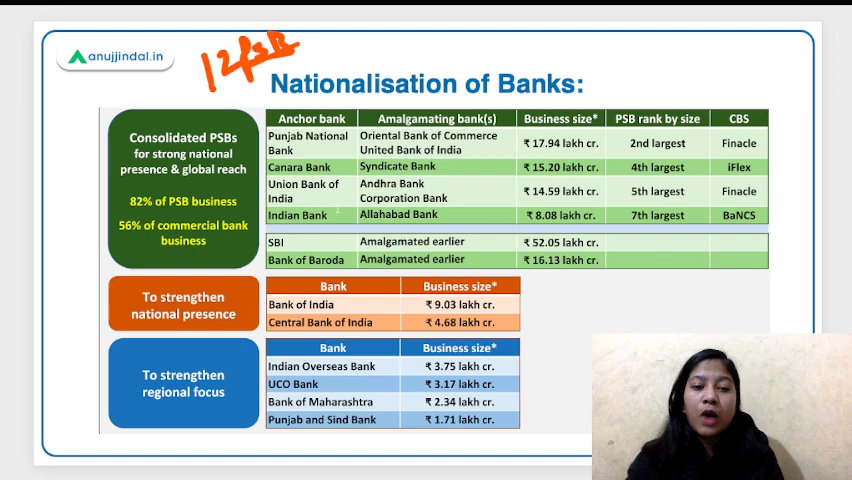 anujjindal.in
12 PSB
Nationalisation of Banks:
Consolidated PSBs
for strong national
presence & global reach
82% of PSB business
56% of commercial bank
business
Anchor bank Amalgamating bank(s) Business size* PSB rank by size CBS
Punjab National Bank Oriental Bank of Commerce United Bank of India ₹ 17.94 lakh cr. 2nd largest Finacle
Canara Bank Syndicate Bank ₹ 15.20 lakh cr. 4th largest iFlex
Union Bank of India Andhra Bank Corporation Bank ₹ 14.59 lakh cr. 5th largest Finacle
Indian Bank Allahabad Bank ₹ 8.08 lakh cr. 7th largest BaNCS
SBI Amalgamated earlier ₹ 52.05 lakh cr.
Bank of Baroda Amalgamated earlier ₹ 16.13 lakh cr.
To strengthen
national presence
Bank Business size*
Bank of India ₹ 9.03 lakh cr.
Central Bank of India ₹ 4.68 lakh cr.
To strengthen
regional focus
Bank Business size*
Indian Overseas Bank ₹ 3.75 lakh cr.
UCO Bank ₹ 3.17 lakh cr.
Bank of Maharashtra ₹ 2.34 lakh cr.
Punjab and Sind Bank ₹ 1.71 lakh cr.